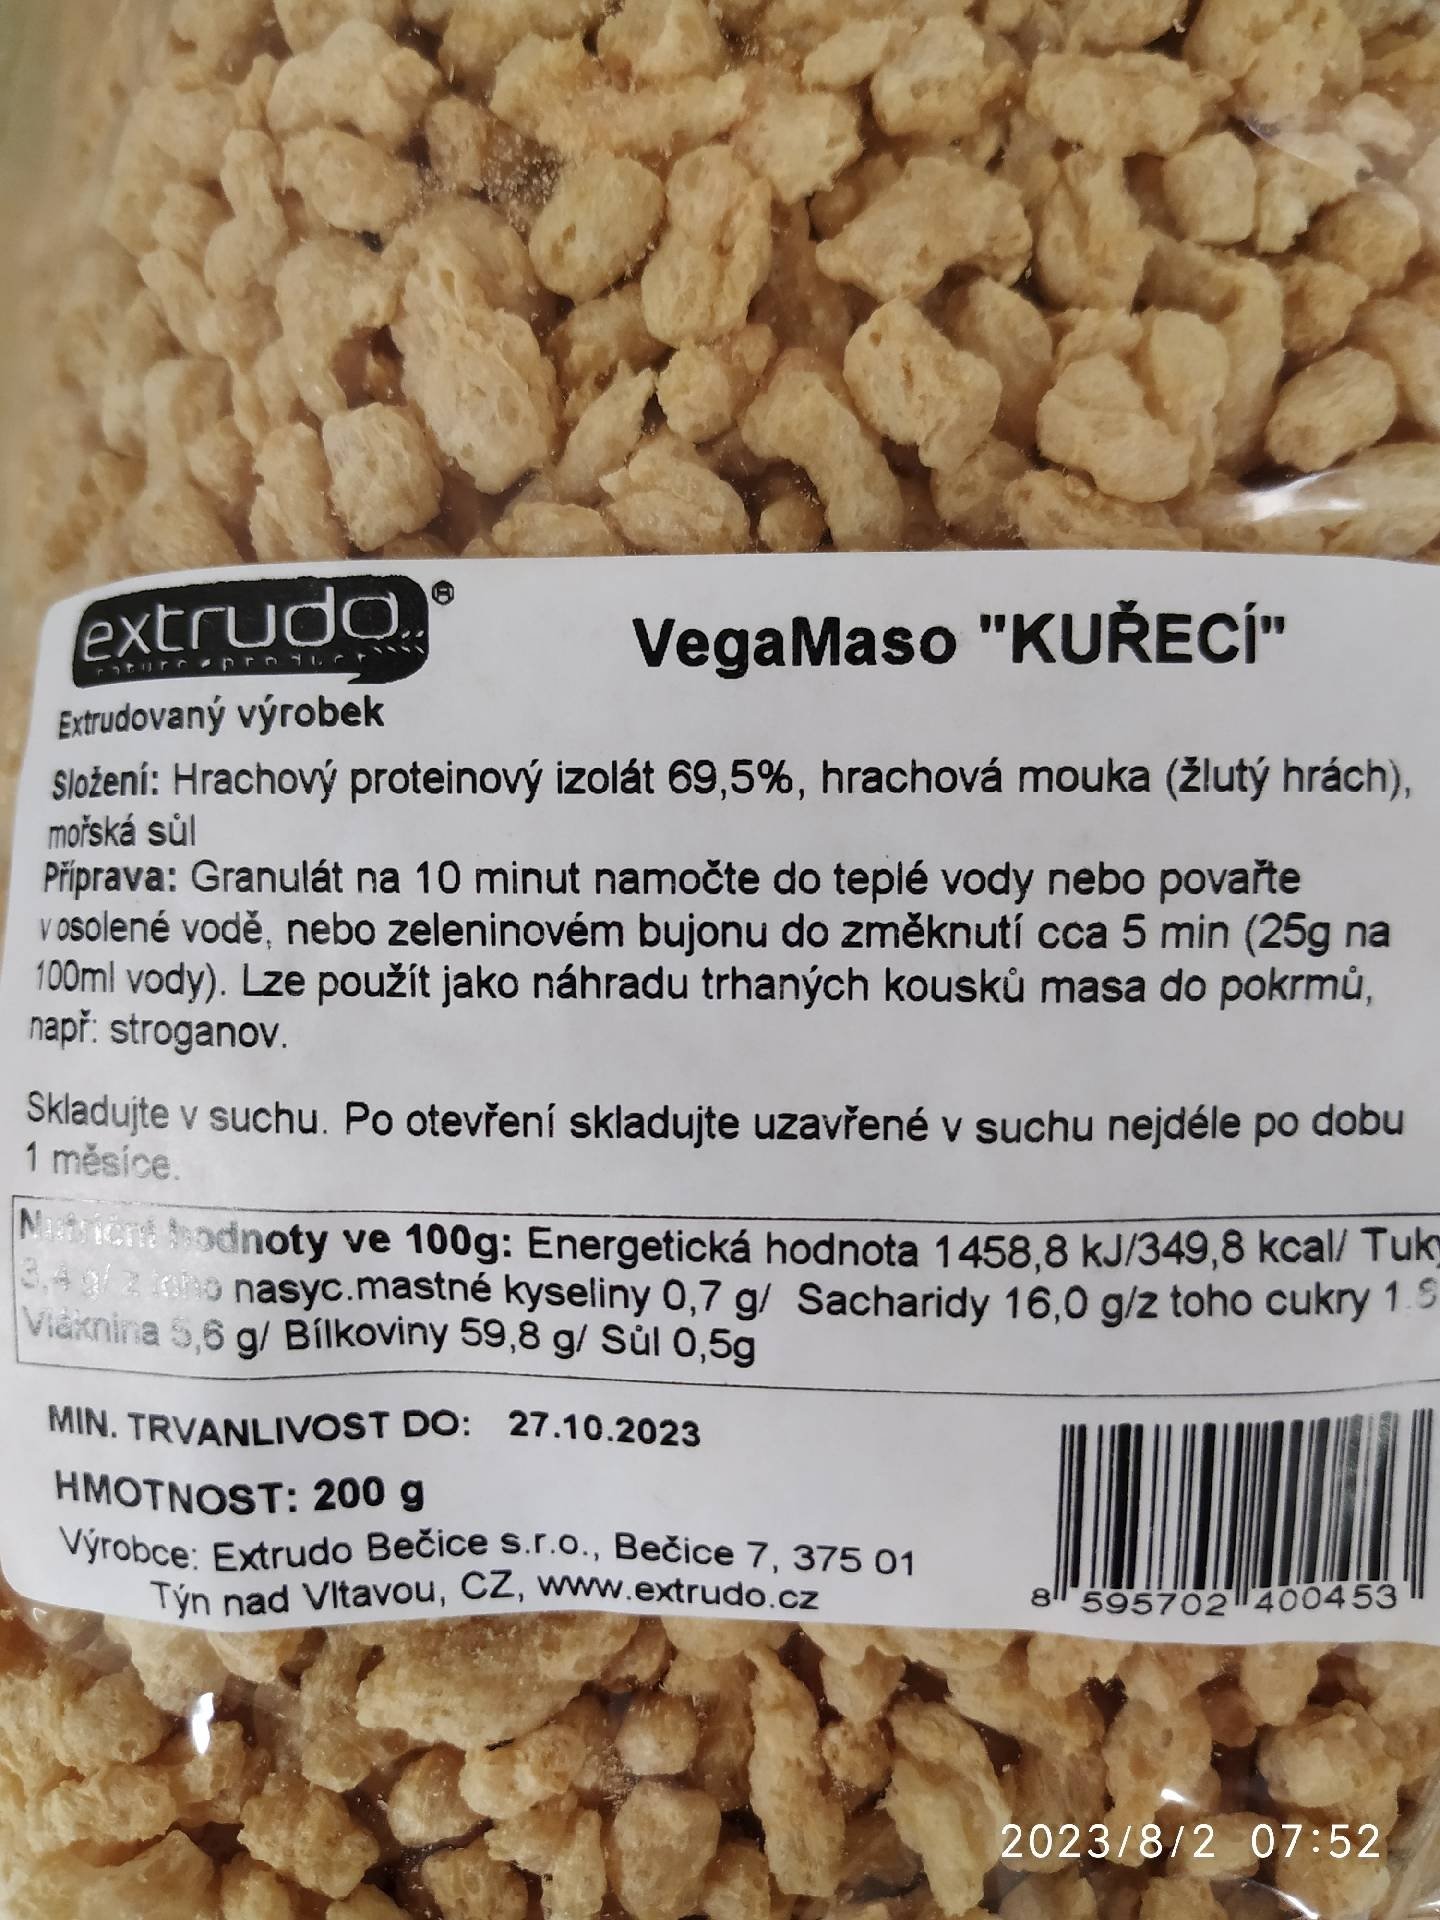 extrudo®
VegaMaso "KUŘECÍ"
Extrudovaný výrobek
Složení: Hrachový proteinový izolát 69,5%, hrachová mouka (žlutý hrách),
mořská sůl
Příprava: Granulát na 10 minut namočte do teplé vody nebo povařte
v osolené vodě, nebo zeleninovém bujonu do změknutí cca 5 min (25g na
100ml vody). Lze použít jako náhradu trhaných kousků masa do pokrmů,
např: stroganov.
Skladujte v suchu. Po otevření skladujte uzavřené v suchu nejdéle po dobu
1 měsíce.
Nutriční hodnoty ve 100g: Energetická hodnota 1458,8 kJ/349,8 kcal/ Tuky
3,4 g/ z toho nasyc.mastné kyseliny 0,7 g/ Sacharidy 16,0 g/z toho cukry
Vláknina 5,6 g/ Bílkoviny 59,8 g/ Sůl 0,5g
MIN. TRVANLIVOST DO: 27.10.2023
HMOTNOST: 200 g
Výrobce: Extrudo Bečice s.r.o., Bečice 7, 375 01
Týn nad Vltavou, CZ, www.extrudo.cz
8 595702 400453
2023/8/2 07:52